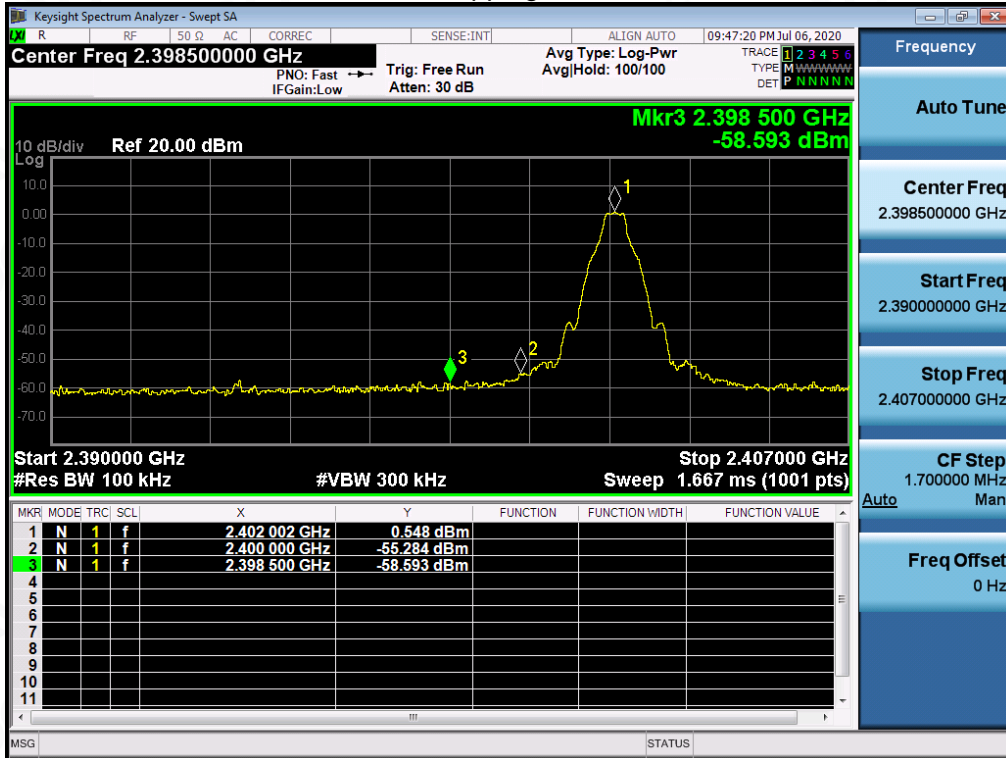 Keysight Spectrum Analyzer - Swept SA
LXI R RF 50 Ω AC CORREC SENSE:INT ALIGN AUTO 09:47:20 PM Jul 06, 2020
Center Freq 2.398500000 GHz
PNO: Fast
IFGain:Low
Trig: Free Run
Atten: 30 dB
Avg Type: Log-Pwr
Avg|Hold: 100/100
TRACE 1 2 3 4 5 6
TYPE M WWWWW
DET P N N N N N
Frequency
Auto Tune
Center Freq
2.398500000 GHz
Start Freq
2.390000000 GHz
Stop Freq
2.407000000 GHz
CF Step
1.700000 MHz
Auto Man
Freq Offset
0 Hz
Mkr3 2.398 500 GHz
-58.593 dBm
10 dB/div Ref 20.00 dBm
Log
10.0
0.00
-10.0
-20.0
-30.0
-40.0
-50.0
-60.0
-70.0
1
2
3
Start 2.390000 GHz Stop 2.407000 GHz
#Res BW 100 kHz #VBW 300 kHz Sweep 1.667 ms (1001 pts)
MKR MODE TRC SCL X Y FUNCTION FUNCTION WIDTH FUNCTION VALUE
1 N 1 f 2.402 002 GHz 0.548 dBm
2 N 1 f 2.400 000 GHz -55.284 dBm
3 N 1 f 2.398 500 GHz -58.593 dBm
4
5
6
7
8
9
10
11
MSG STATUS